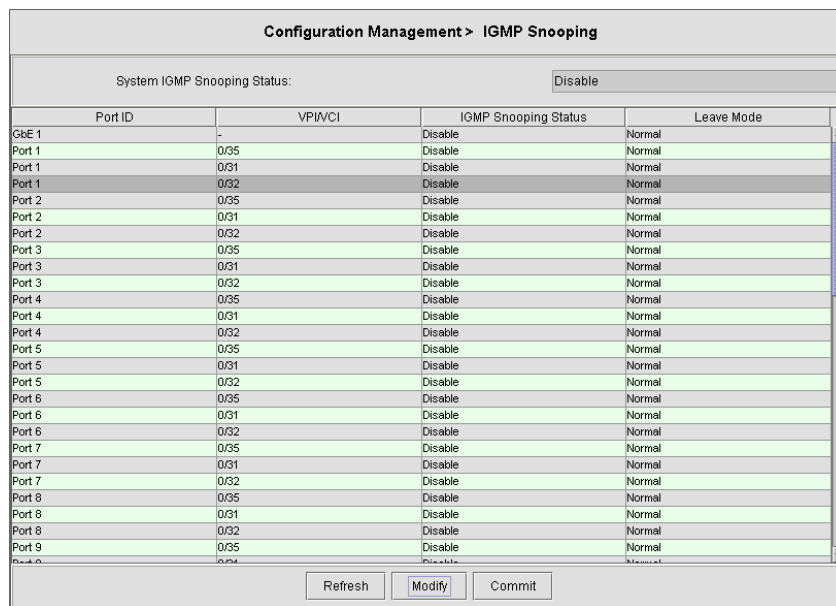 Configuration Management > IGMP Snooping
System IGMP Snooping Status: Disable
Port ID VPI/VCI IGMP Snooping Status Leave Mode
GbE 1 - Disable Normal
Port 1 0/35 Disable Normal
Port 1 0/31 Disable Normal
Port 1 0/32 Disable Normal
Port 2 0/35 Disable Normal
Port 2 0/31 Disable Normal
Port 2 0/32 Disable Normal
Port 3 0/35 Disable Normal
Port 3 0/31 Disable Normal
Port 3 0/32 Disable Normal
Port 4 0/35 Disable Normal
Port 4 0/31 Disable Normal
Port 4 0/32 Disable Normal
Port 5 0/35 Disable Normal
Port 5 0/31 Disable Normal
Port 5 0/32 Disable Normal
Port 6 0/35 Disable Normal
Port 6 0/31 Disable Normal
Port 6 0/32 Disable Normal
Port 7 0/35 Disable Normal
Port 7 0/31 Disable Normal
Port 7 0/32 Disable Normal
Port 8 0/35 Disable Normal
Port 8 0/31 Disable Normal
Port 8 0/32 Disable Normal
Port 9 0/35 Disable Normal
Port 9 0/31 Disable Normal
Refresh Modify Commit